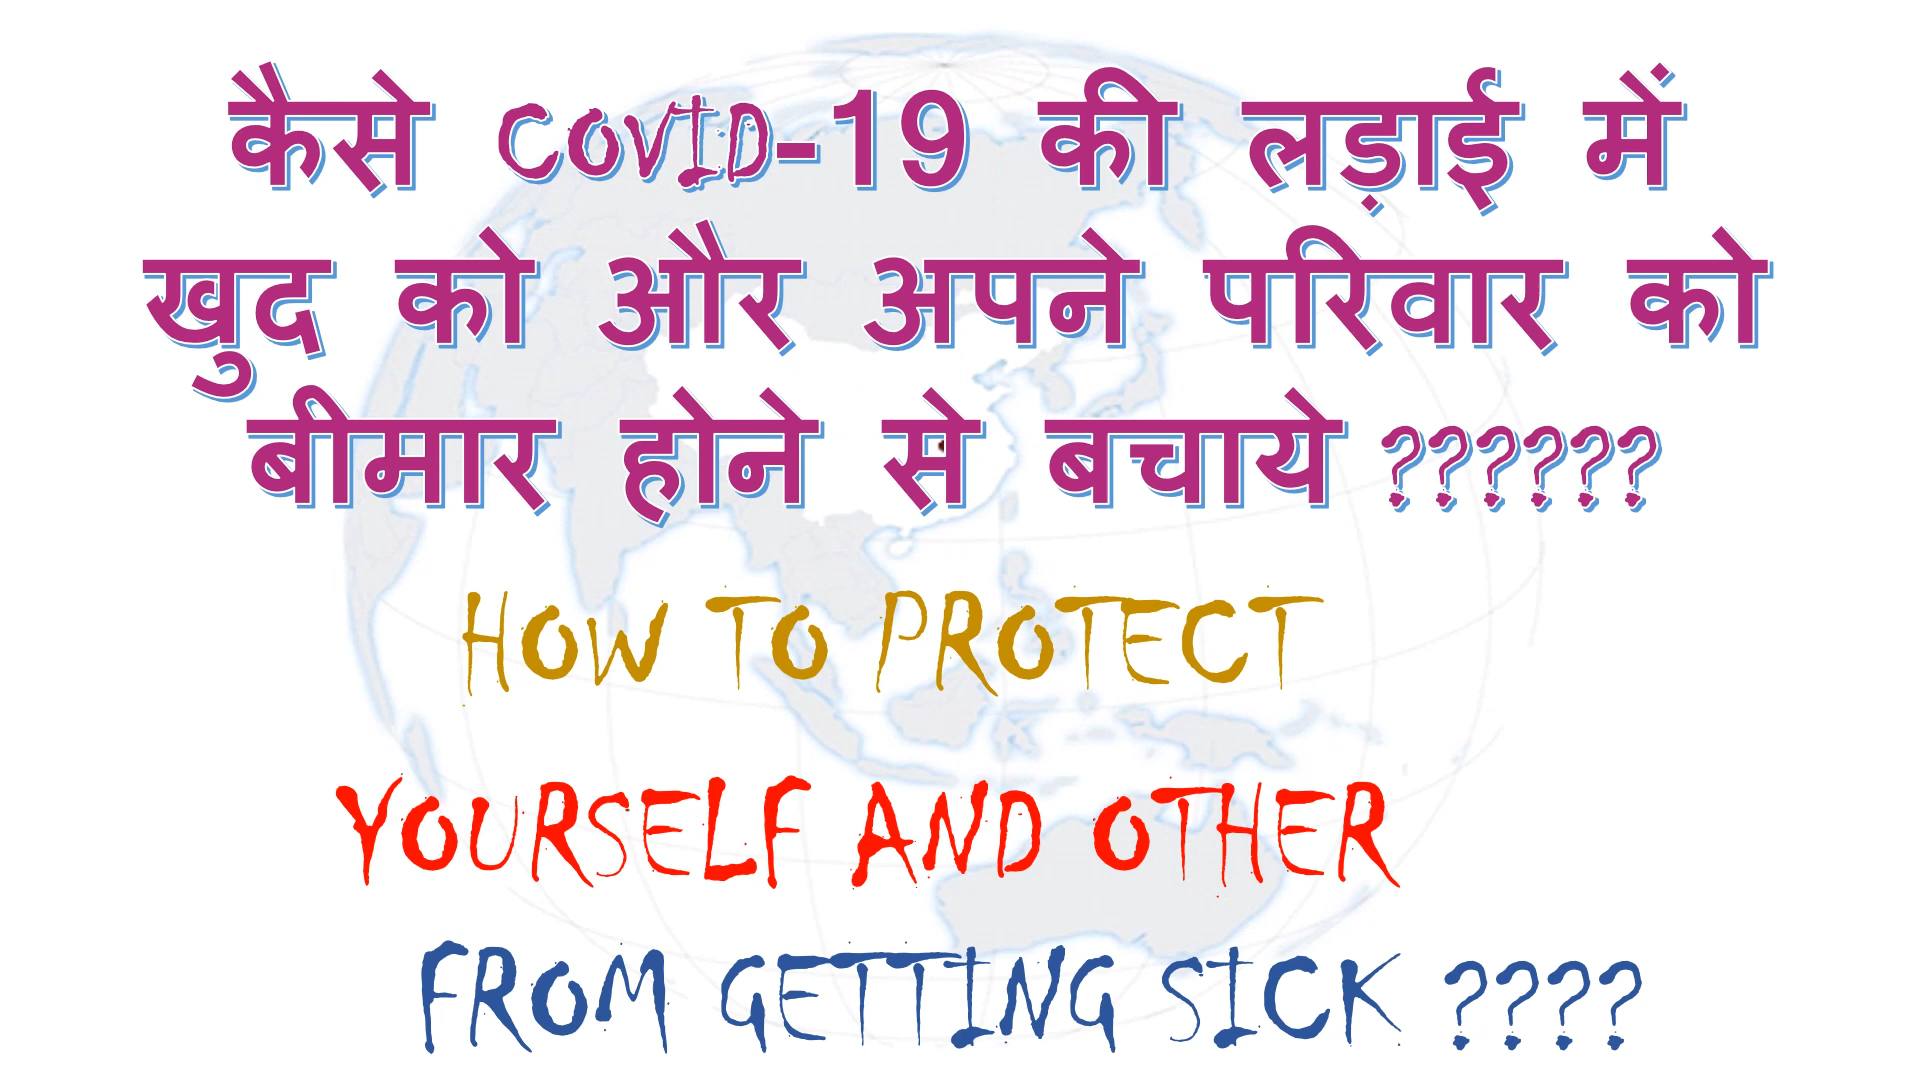 कैसे COVID-19 की लड़ाई में
खुद को और अपने परिवार को
बीमार होने से बचाये ??????
HOW TO PROTECT
YOURSELF AND OTHER
FROM GETTING SICK ????